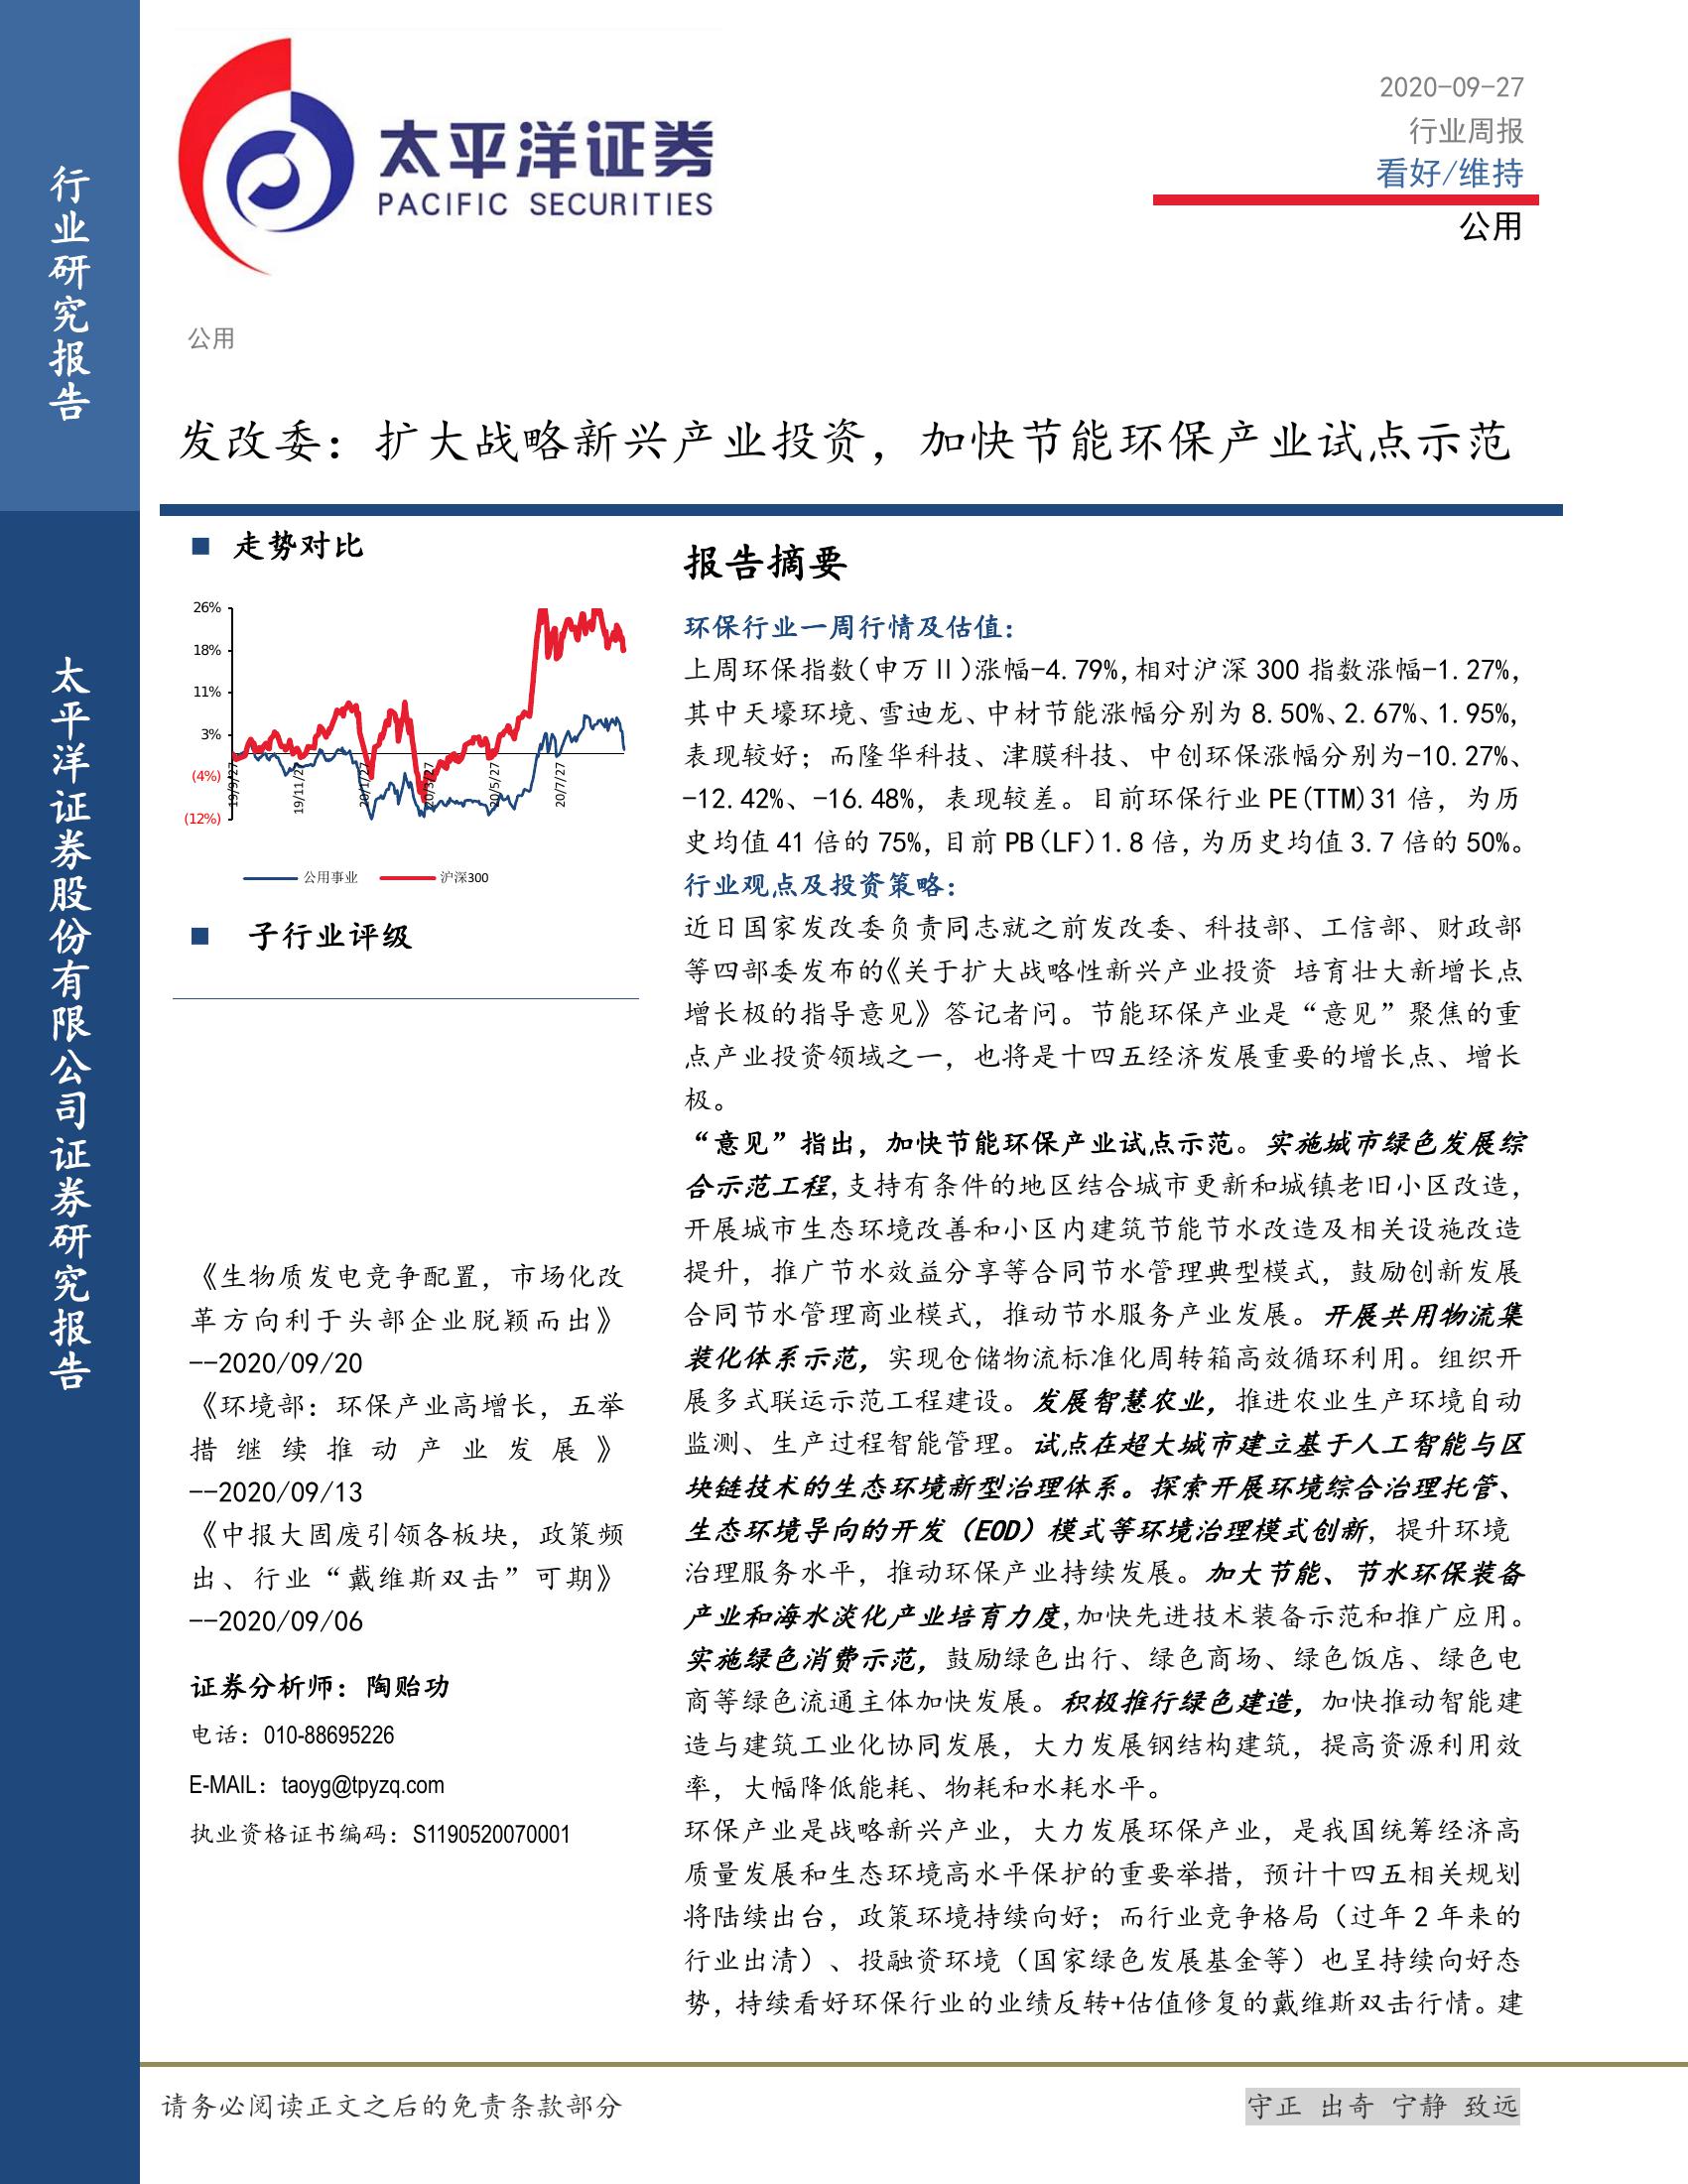 行业研究报告
太平洋证券股份有限公司证券研究报告
太平洋证券
PACIFIC SECURITIES
2020-09-27
行业周报
看好/维持
公用
公用
发改委：扩大战略新兴产业投资，加快节能环保产业试点示范
■ 走势对比
26%
18%
11%
3%
(4%)
(12%)
19/9/27
19/11/27
20/1/27
20/3/27
20/5/27
20/7/27
公用事业
沪深300
■ 子行业评级
《生物质发电竞争配置，市场化改
革方向利于头部企业脱颖而出》
--2020/09/20
《环境部：环保产业高增长，五举
措继续推动产业发展》
--2020/09/13
《中报大固废引领各板块，政策频
出、行业“戴维斯双击”可期》
--2020/09/06
证券分析师：陶贻功
电话：010-88695226
E-MAIL：taoyg@tpyzq.com
执业资格证书编码：S1190520070001
报告摘要
环保行业一周行情及估值：
上周环保指数(申万Ⅱ)涨幅-4.79%,相对沪深300指数涨幅-1.27%,
其中天壕环境、雪迪龙、中材节能涨幅分别为8.50%、2.67%、1.95%,
表现较好；而隆华科技、津膜科技、中创环保涨幅分别为-10.27%、
-12.42%、-16.48%，表现较差。目前环保行业PE(TTM)31倍，为历
史均值41倍的75%,目前PB(LF)1.8倍,为历史均值3.7倍的50%。
行业观点及投资策略：
近日国家发改委负责同志就之前发改委、科技部、工信部、财政部
等四部委发布的《关于扩大战略性新兴产业投资 培育壮大新增长点
增长极的指导意见》答记者问。节能环保产业是“意见”聚焦的重
点产业投资领域之一，也将是十四五经济发展重要的增长点、增长
极。
“意见”指出，加快节能环保产业试点示范。实施城市绿色发展综
合示范工程,支持有条件的地区结合城市更新和城镇老旧小区改造，
开展城市生态环境改善和小区内建筑节能节水改造及相关设施改造
提升，推广节水效益分享等合同节水管理典型模式，鼓励创新发展
合同节水管理商业模式，推动节水服务产业发展。开展共用物流集
装化体系示范，实现仓储物流标准化周转箱高效循环利用。组织开
展多式联运示范工程建设。发展智慧农业，推进农业生产环境自动
监测、生产过程智能管理。试点在超大城市建立基于人工智能与区
块链技术的生态环境新型治理体系。探索开展环境综合治理托管、
生态环境导向的开发（EOD）模式等环境治理模式创新，提升环境
治理服务水平，推动环保产业持续发展。加大节能、节水环保装备
产业和海水淡化产业培育力度,加快先进技术装备示范和推广应用。
实施绿色消费示范，鼓励绿色出行、绿色商场、绿色饭店、绿色电
商等绿色流通主体加快发展。积极推行绿色建造，加快推动智能建
造与建筑工业化协同发展，大力发展钢结构建筑，提高资源利用效
率，大幅降低能耗、物耗和水耗水平。
环保产业是战略新兴产业，大力发展环保产业，是我国统筹经济高
质量发展和生态环境高水平保护的重要举措，预计十四五相关规划
将陆续出台，政策环境持续向好；而行业竞争格局（过年2年来的
行业出清）、投融资环境（国家绿色发展基金等）也呈持续向好态
势，持续看好环保行业的业绩反转+估值修复的戴维斯双击行情。建
请务必阅读正文之后的免责条款部分
守正 出奇 宁静 致远